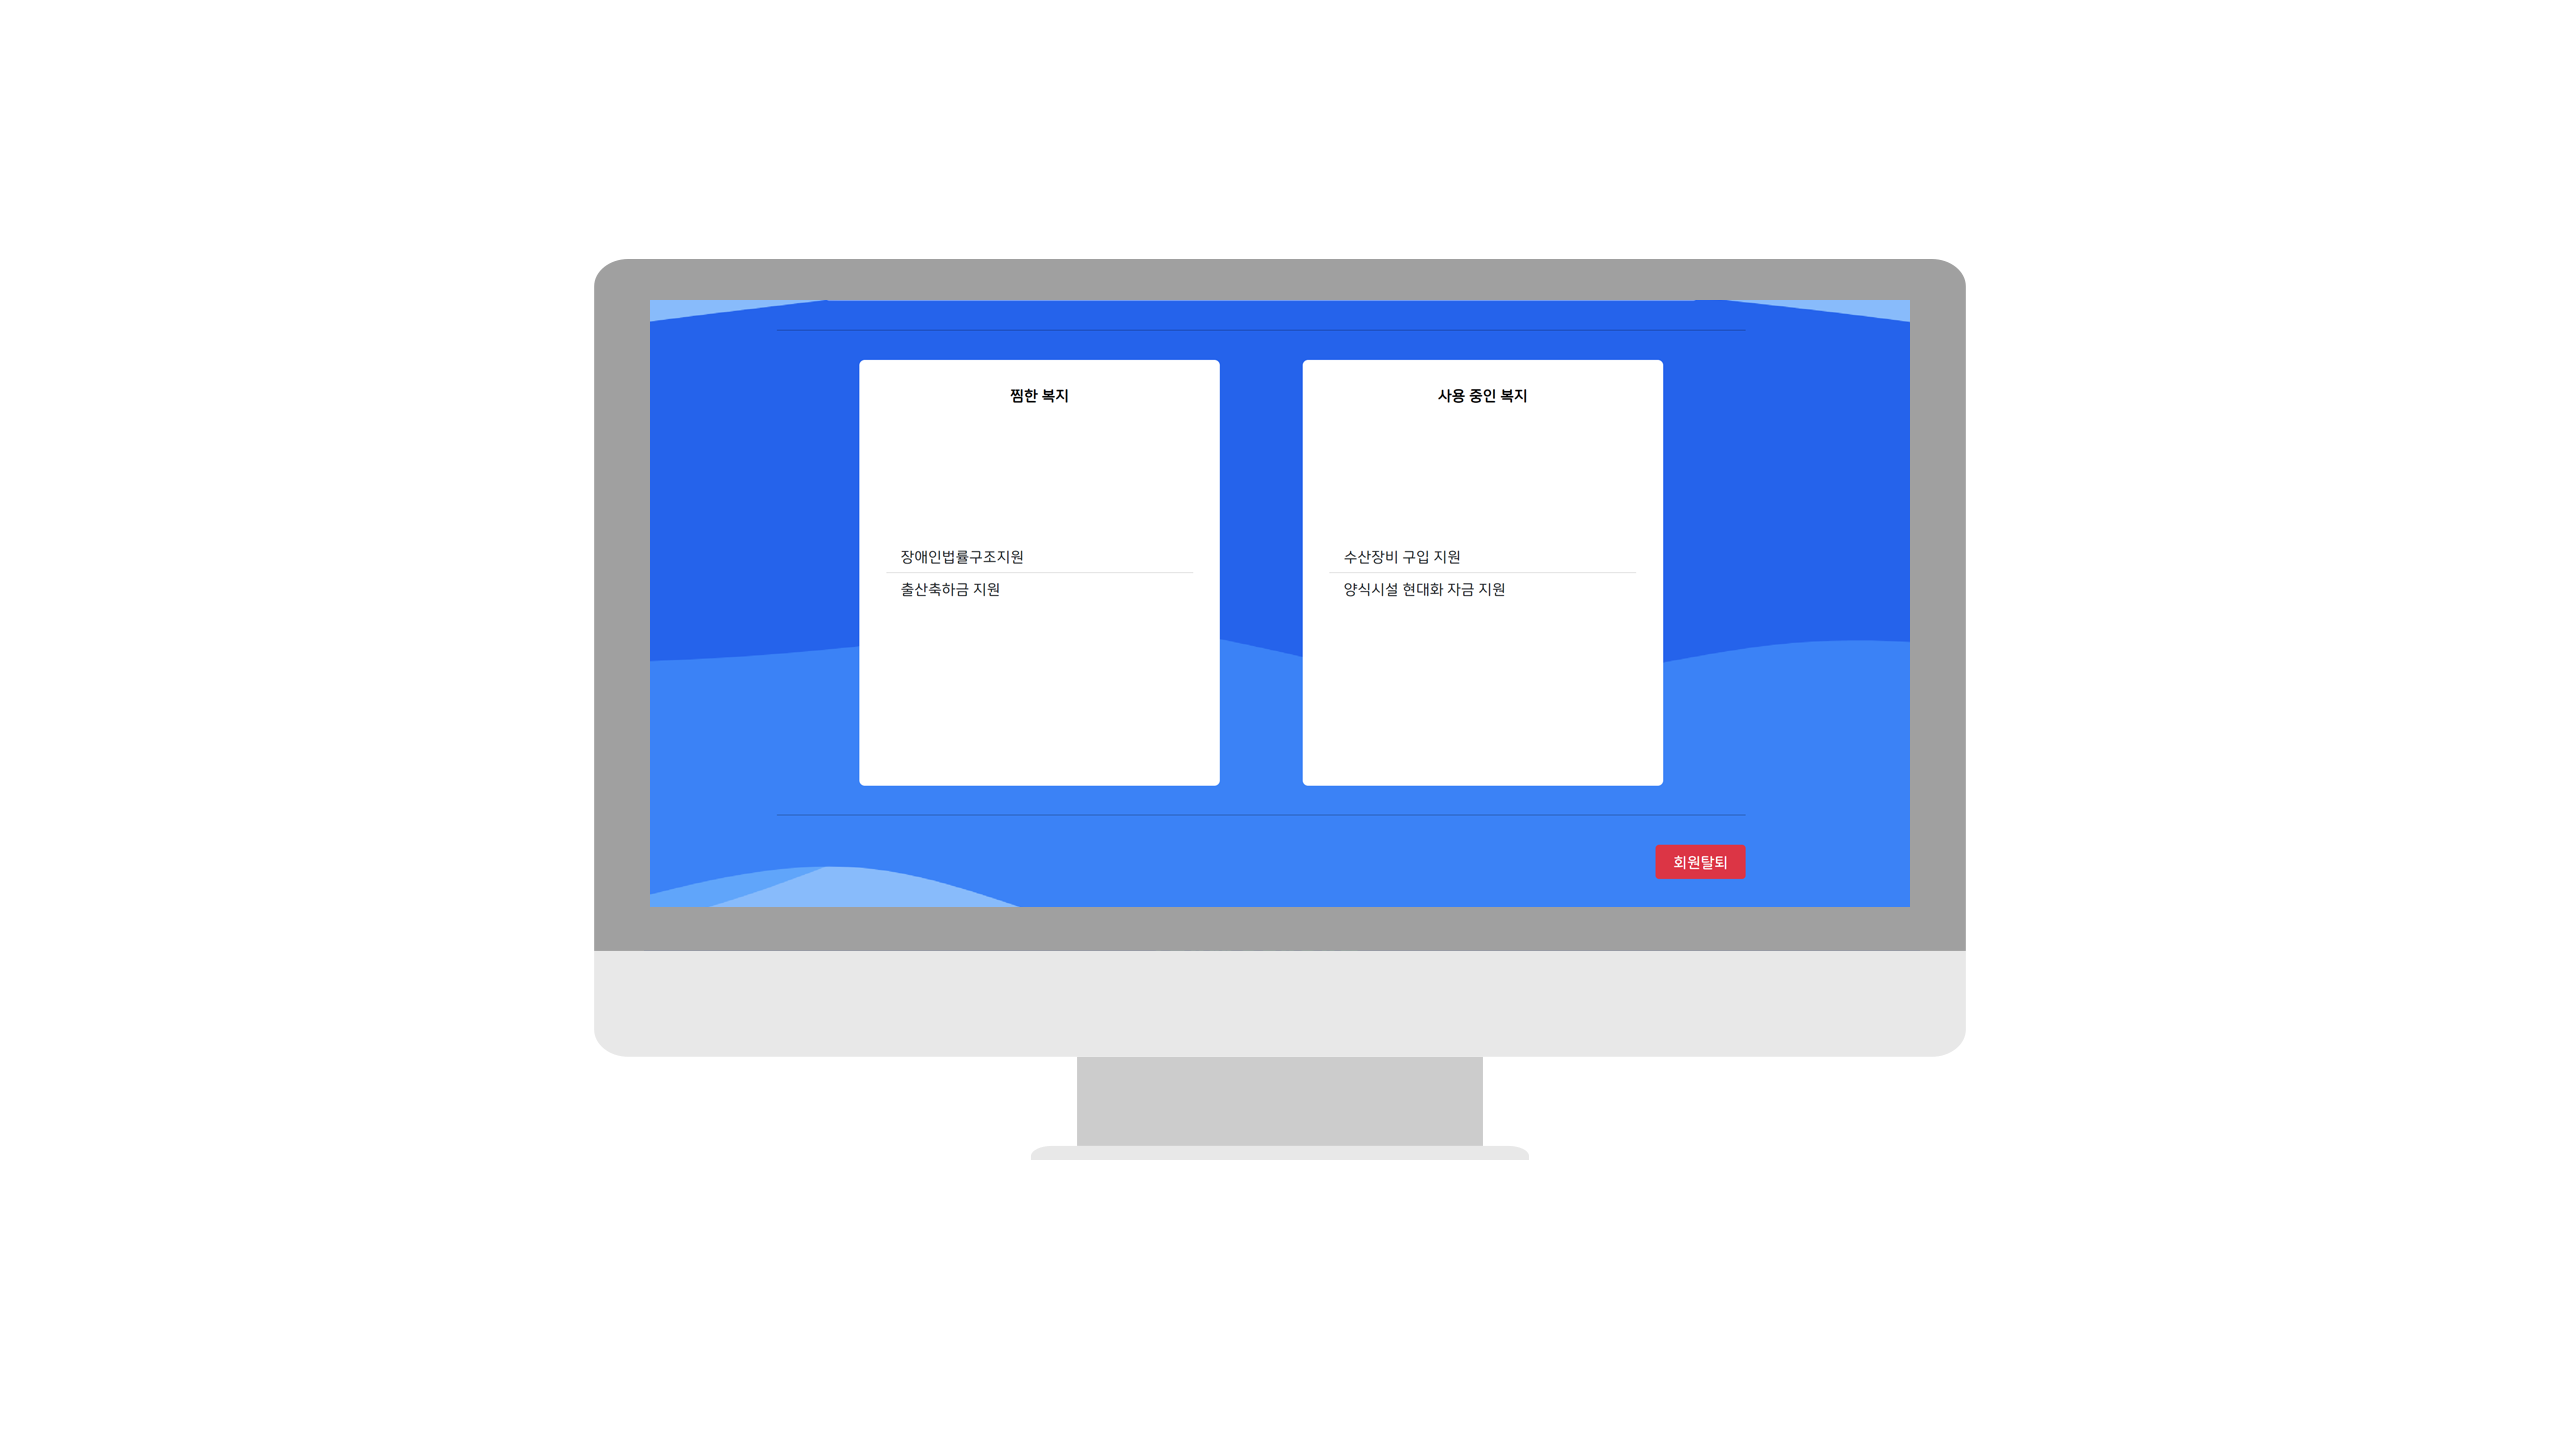 찜한 복지
장애인법률구조지원
출산축하금 지원
사용 중인 복지
수산장비 구입 지원
양식시설 현대화 자금 지원
회원탈퇴